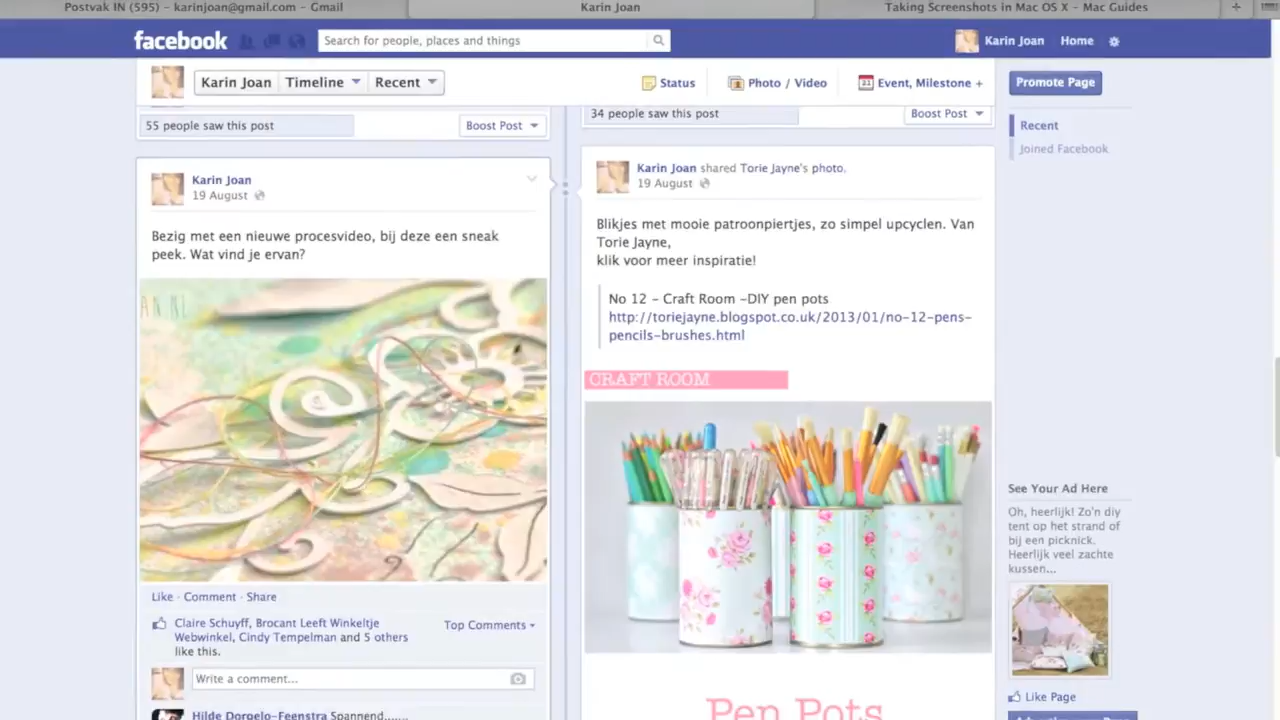 Postvak IN (595) - karinjoan@gmail.com - Gmail
Karin Joan
Taking Screenshots in Mac OS X - Mac Guides
facebook
Search for people, places and things
Karin Joan
Home
Karin Joan
Timeline
Recent
Status
Photo / Video
Event, Milestone +
Promote Page
Recent
Joined Facebook
55 people saw this post
Boost Post
Karin Joan
19 August
Bezig met een nieuwe procesvideo, bij deze een sneak
peek. Wat vind je ervan?
AN NL
Like · Comment · Share
Claire Schuyff, Brocant Leeft Winkeltje
Webwinkel, Cindy Tempelman and 5 others
like this.
Top Comments
Write a comment...
Hilde Dorpelo-Feenstra Spannend.......
34 people saw this post
Boost Post
Karin Joan shared Torie Jayne's photo.
19 August
Blikjes met mooie patroonpiertjes, zo simpel upcyclen. Van
Torie Jayne,
klik voor meer inspiratie!
No 12 - Craft Room -DIY pen pots
http://toriejayne.blogspot.co.uk/2013/01/no-12-pens-
pencils-brushes.html
CRAFT ROOM
Pen Pots
See Your Ad Here
Oh, heerlijk! Zo'n diy
tent op het strand of
bij een picknick.
Heerlijk veel zachte
kussen...
Like Page